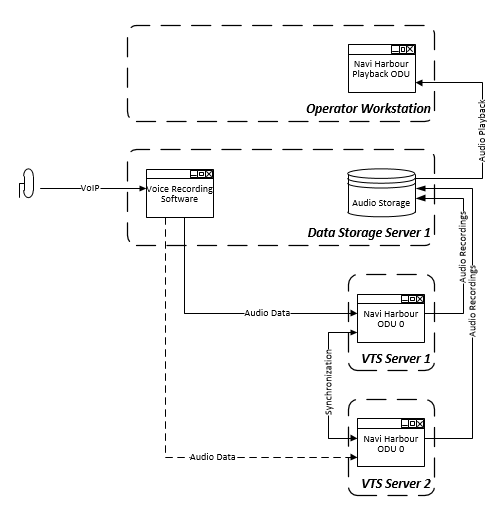 Navi Harbour
Playback ODU
Operator Workstation
Audio Playback
VoIP
Voice Recording
Software
Audio Storage
Data Storage Server 1
Audio Recordings
Audio Recordings
Audio Data
Navi Harbour
ODU 0
VTS Server 1
Synchronization
Navi Harbour
ODU 0
Audio Data
VTS Server 2